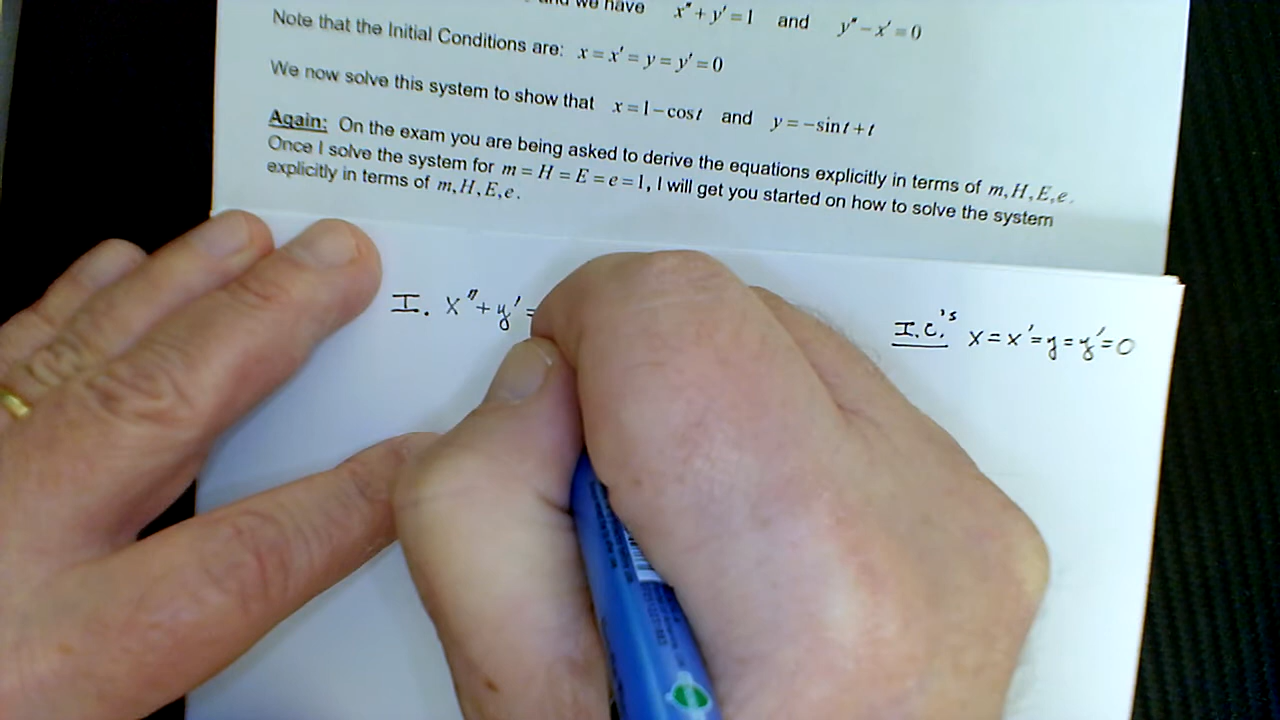 and we have x" + y' = 1 and y" − x' = 0
Note that the Initial Conditions are: x = x' = y = y' = 0
We now solve this system to show that x = 1 − cos t and y = −sin t + t
Again: On the exam you are being asked to derive the equations explicitly in terms of m, H, E, e.
Once I solve the system for m = H = E = e = 1, I will get you started on how to solve the system
explicitly in terms of m, H, E, e.
I. x" + y' =
I.C.'s x = x' = y = y' = 0